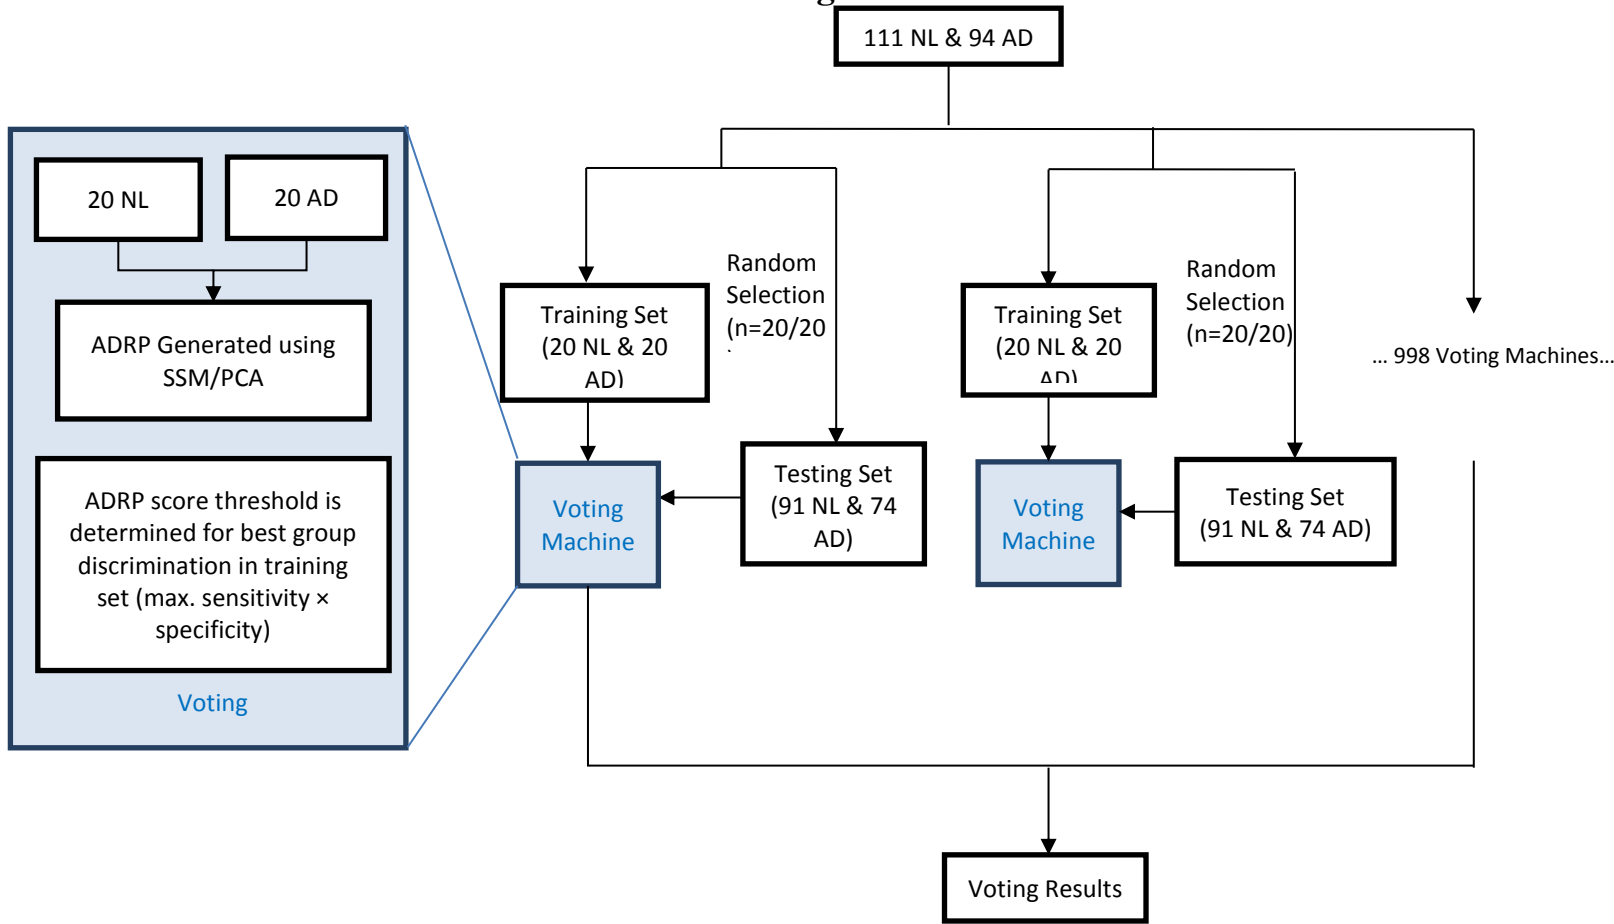 g
111 NL & 94 AD
20 NL
20 AD
ADRP Generated using
SSM/PCA
ADRP score threshold is
determined for best group
discrimination in training
set (max. sensitivity ×
specificity)
Voting
Training Set
(20 NL & 20
AD)
Random
Selection
(n=20/20
Voting
Machine
Testing Set
(91 NL & 74
AD)
Training Set
(20 NL & 20
AD)
Random
Selection
(n=20/20)
Voting
Machine
Testing Set
(91 NL & 74 AD)
... 998 Voting Machines...
Voting Results